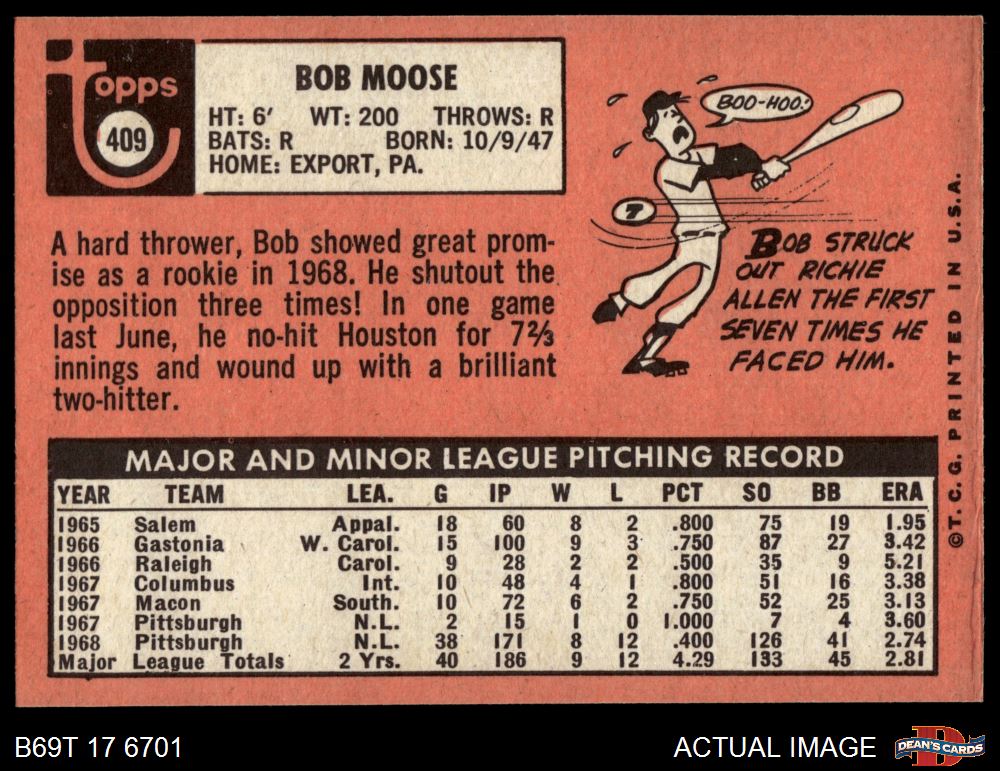 Topps
409
BOB MOOSE
HT: 6' WT: 200 THROWS: R
BATS: R BORN: 10/9/47
HOME: EXPORT, PA.
BOO-HOO!
7
A hard thrower, Bob showed great prom-
ise as a rookie in 1968. He shutout the
opposition three times! In one game
last June, he no-hit Houston for 7⅔
innings and wound up with a brilliant
two-hitter.
BOB STRUCK
OUT RICHIE
ALLEN THE FIRST
SEVEN TIMES HE
FACED HIM.
©T. C. G. PRINTED IN U.S.A.
MAJOR AND MINOR LEAGUE PITCHING RECORD
YEAR TEAM LEA. G IP W L PCT SO BB ERA
1965 Salem Appal. 18 60 8 2 .800 75 19 1.95
1966 Gastonia W. Carol. 15 100 9 3 .750 87 27 3.42
1966 Raleigh Carol. 9 28 2 2 .500 35 9 5.21
1967 Columbus Int. 10 48 4 1 .800 51 16 3.38
1967 Macon South. 10 72 6 2 .750 52 25 3.13
1967 Pittsburgh N.L. 2 15 1 0 1.000 7 4 3.60
1968 Pittsburgh N.L. 38 171 8 12 .400 126 41 2.74
Major League Totals 2 Yrs. 40 186 9 12 4.29 133 45 2.81
B69T 17 6701
ACTUAL IMAGE
DEAN'S CARDS